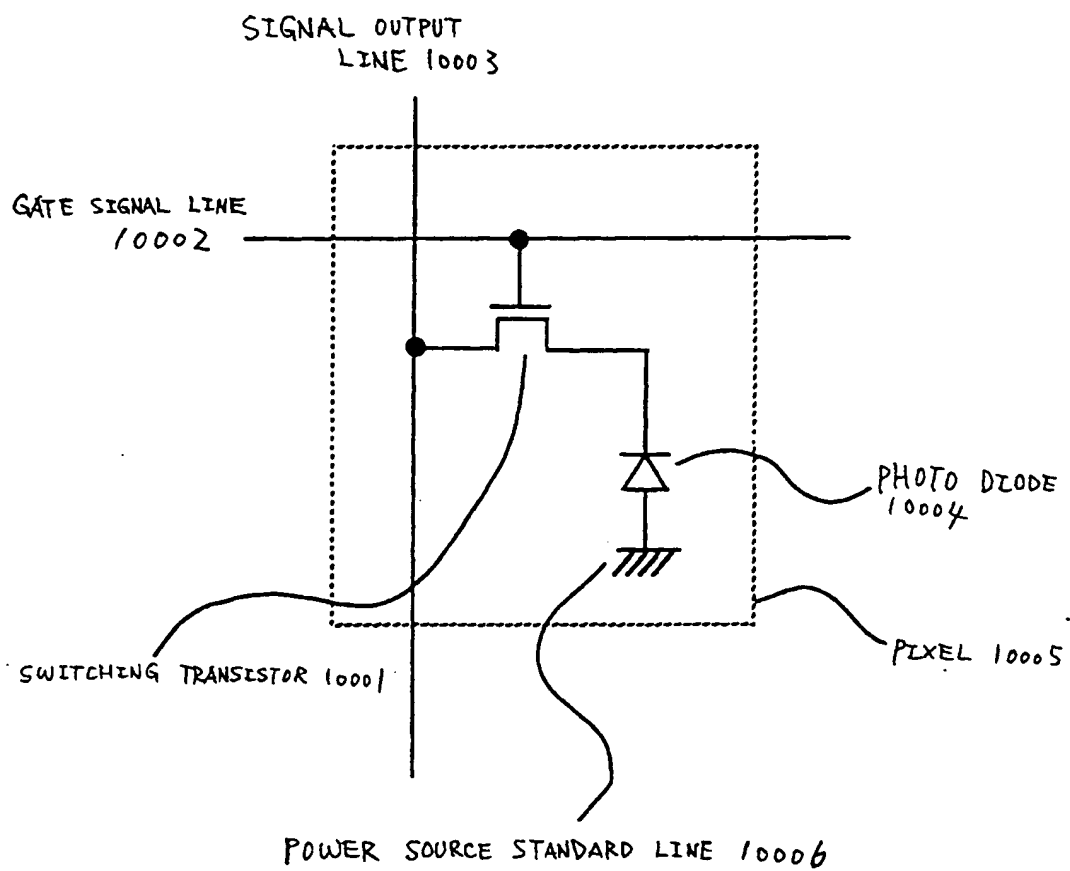 SIGNAL OUTPUT
LINE 10003
GATE SIGNAL LINE
10002
PHOTO DIODE
10004
PIXEL 10005
SWITCHING TRANSISTOR 10001
POWER SOURCE STANDARD LINE 10006